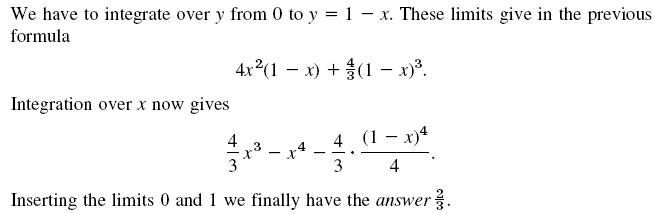 We have to integrate over y from 0 to y = 1 − x. These limits give in the previous
formula
4x²(1 − x) + 4/3(1 − x)³.
Integration over x now gives
4/3 x³ − x⁴ − 4/3 · (1 − x)⁴/4.
Inserting the limits 0 and 1 we finally have the answer 2/3.